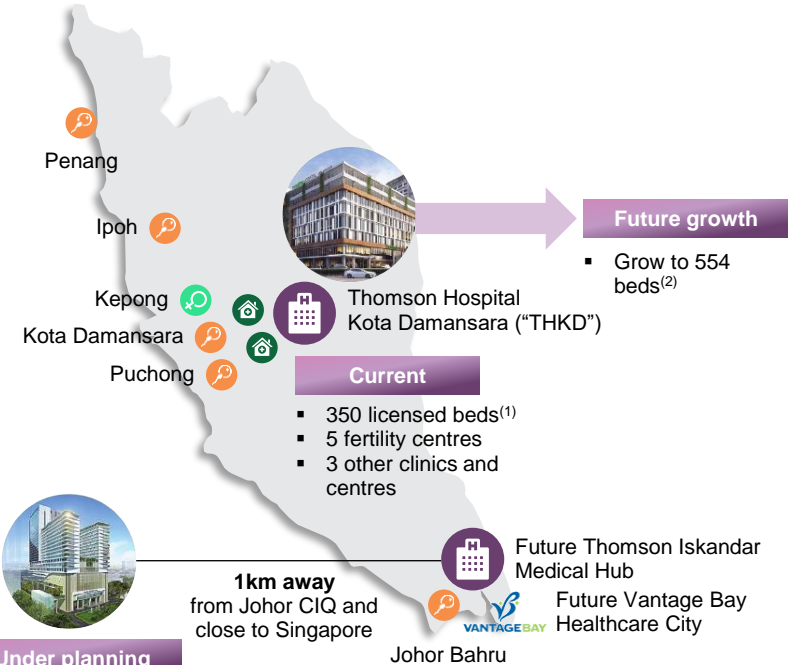 Penang
Ipoh
Future growth
▪ Grow to 554
beds(2)
Kepong
Thomson Hospital
Kota Damansara (“THKD”)
Kota Damansara
Puchong
Current
▪ 350 licensed beds(1)
▪ 5 fertility centres
▪ 3 other clinics and
centres
H
H
Future Thomson Iskandar
Medical Hub
1km away
from Johor CIQ and
close to Singapore
VANTAGEBAY
Future Vantage Bay
Healthcare City
Johor Bahru
Under planning